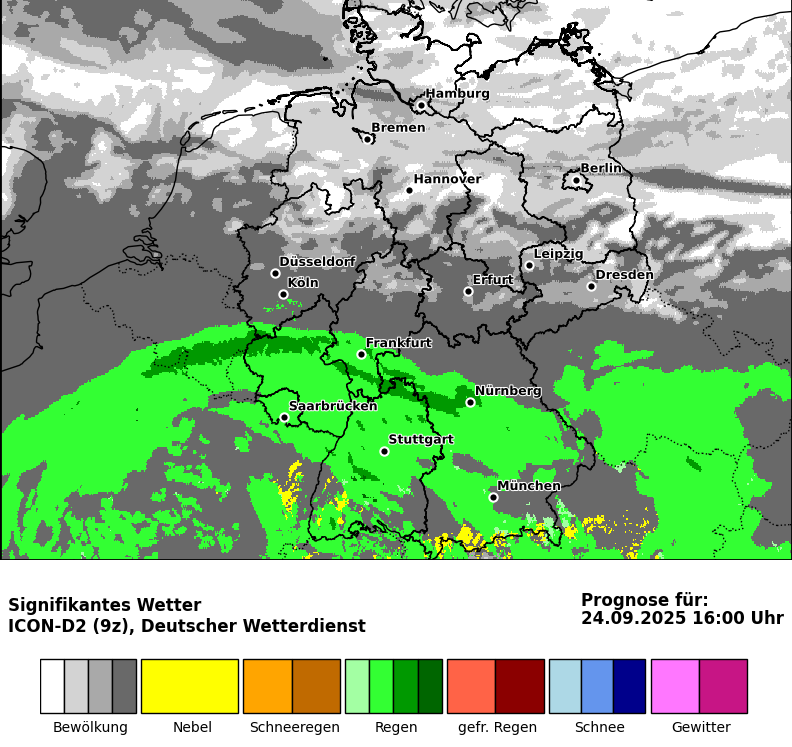 Hamburg
Bremen
Berlin
Hannover
Leipzig
Düsseldorf
Dresden
Köln
Erfurt
Frankfurt
Nürnberg
Saarbrücken
Stuttgart
München
Signifikantes Wetter
ICON-D2 (9z), Deutscher Wetterdienst
Prognose für:
24.09.2025 16:00 Uhr
Bewölkung Nebel Schneeregen Regen gefr. Regen Schnee Gewitter